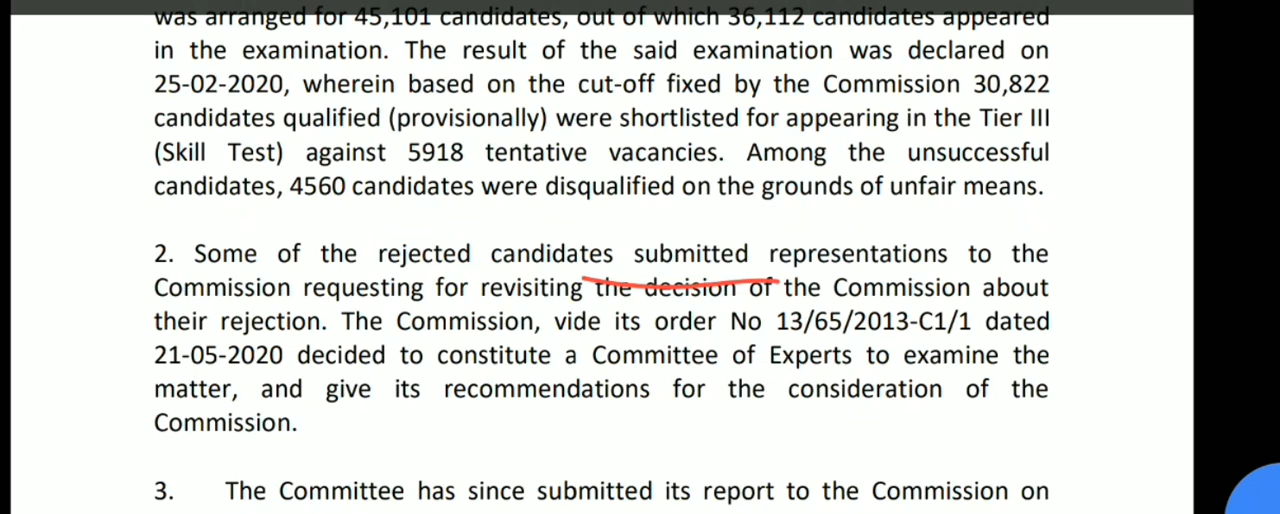 was arranged for 45,101 candidates, out of which 36,112 candidates appeared
in the examination. The result of the said examination was declared on
25-02-2020, wherein based on the cut-off fixed by the Commission 30,822
candidates qualified (provisionally) were shortlisted for appearing in the Tier III
(Skill Test) against 5918 tentative vacancies. Among the unsuccessful
candidates, 4560 candidates were disqualified on the grounds of unfair means.
2. Some of the rejected candidates submitted representations to the
Commission requesting for revisiting the decision of the Commission about
their rejection. The Commission, vide its order No 13/65/2013-C1/1 dated
21-05-2020 decided to constitute a Committee of Experts to examine the
matter, and give its recommendations for the consideration of the
Commission.
3. The Committee has since submitted its report to the Commission on